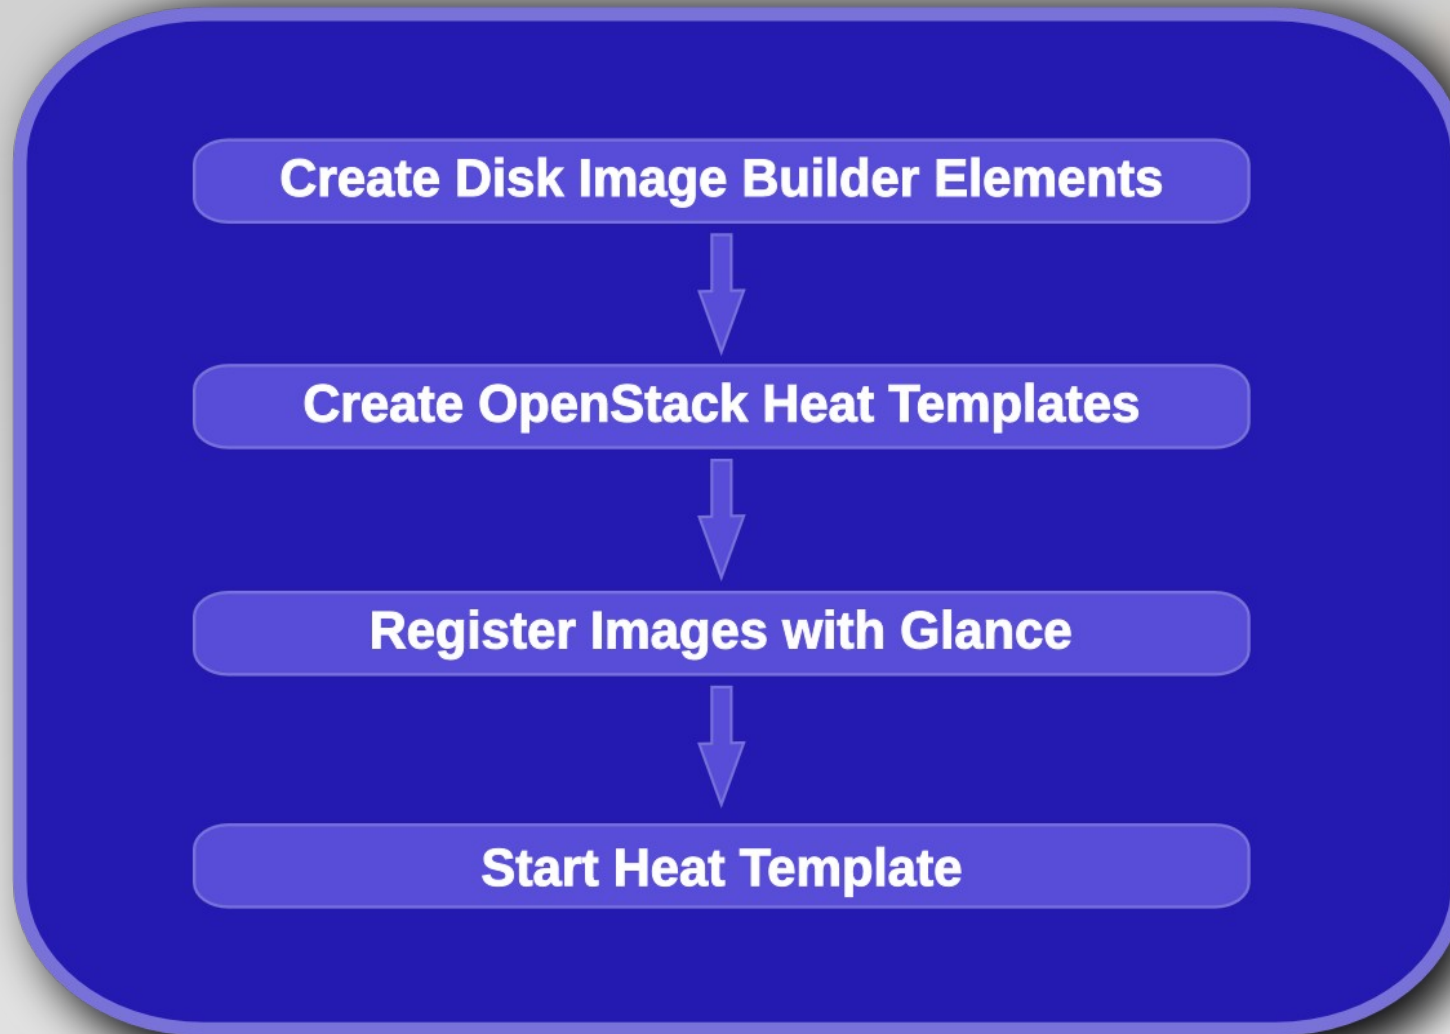 Create Disk Image Builder Elements
Create OpenStack Heat Templates
Register Images with Glance
Start Heat Template